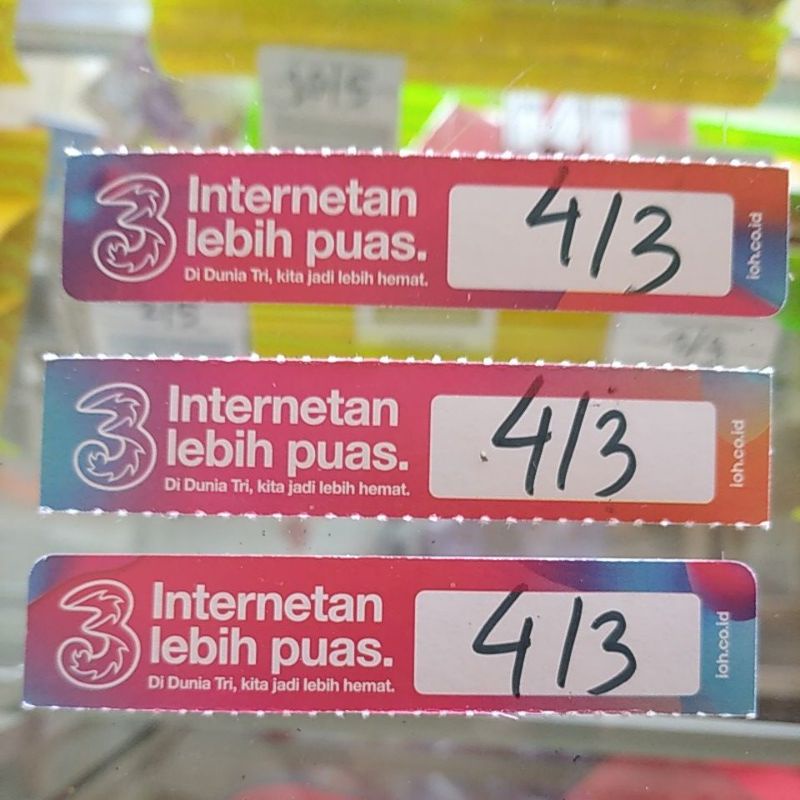 3
Internetan
lebih puas.
Di Dunia Tri, kita jadi lebih hemat.
4/3
ioh.co.id
3
Internetan
lebih puas.
Di Dunia Tri, kita jadi lebih hemat.
4/3
ioh.co.id
3
Internetan
lebih puas.
Di Dunia Tri, kita jadi lebih hemat.
4/3
ioh.co.id